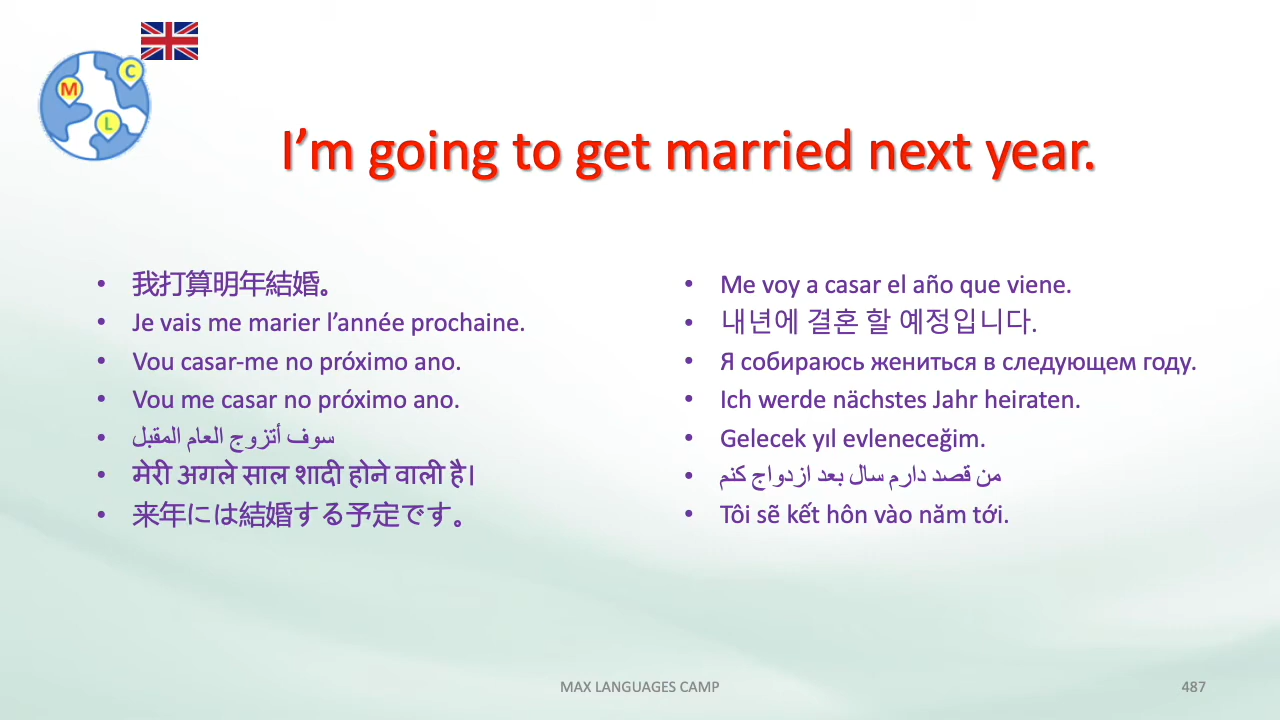 C
M
L
I’m going to get married next year.
• 我打算明年結婚。
• Je vais me marier l’année prochaine.
• Vou casar-me no próximo ano.
• Vou me casar no próximo ano.
• سوف أتزوج العام المقبل
• मेरी अगले साल शादी होने वाली है।
• 来年には結婚する予定です。
• Me voy a casar el año que viene.
• 내년에 결혼 할 예정입니다.
• Я собираюсь жениться в следующем году.
• Ich werde nächstes Jahr heiraten.
• Gelecek yıl evleneceğim.
• من قصد دارم سال بعد ازدواج کنم
• Tôi sẽ kết hôn vào năm tới.
MAX LANGUAGES CAMP
487